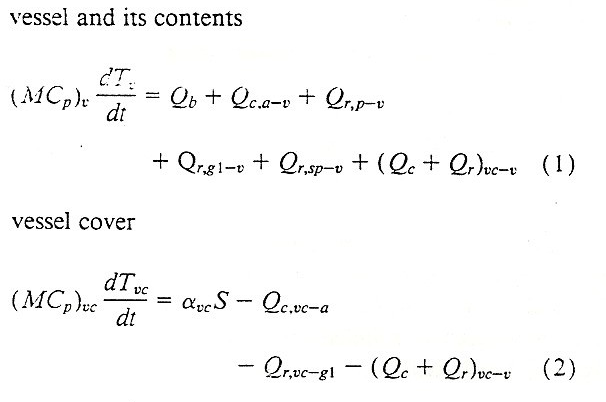 vessel and its contents
(MC_p)_v dT_v/dt = Q_b + Q_{c,a-v} + Q_{r,p-v}
+ Q_{r,g1-v} + Q_{r,sp-v} + (Q_c + Q_r)_{vc-v} (1)
vessel cover
(MC_p)_{vc} dT_{vc}/dt = α_{vc}S − Q_{c,vc-a}
− Q_{r,vc-g1} − (Q_c + Q_r)_{vc-v} (2)